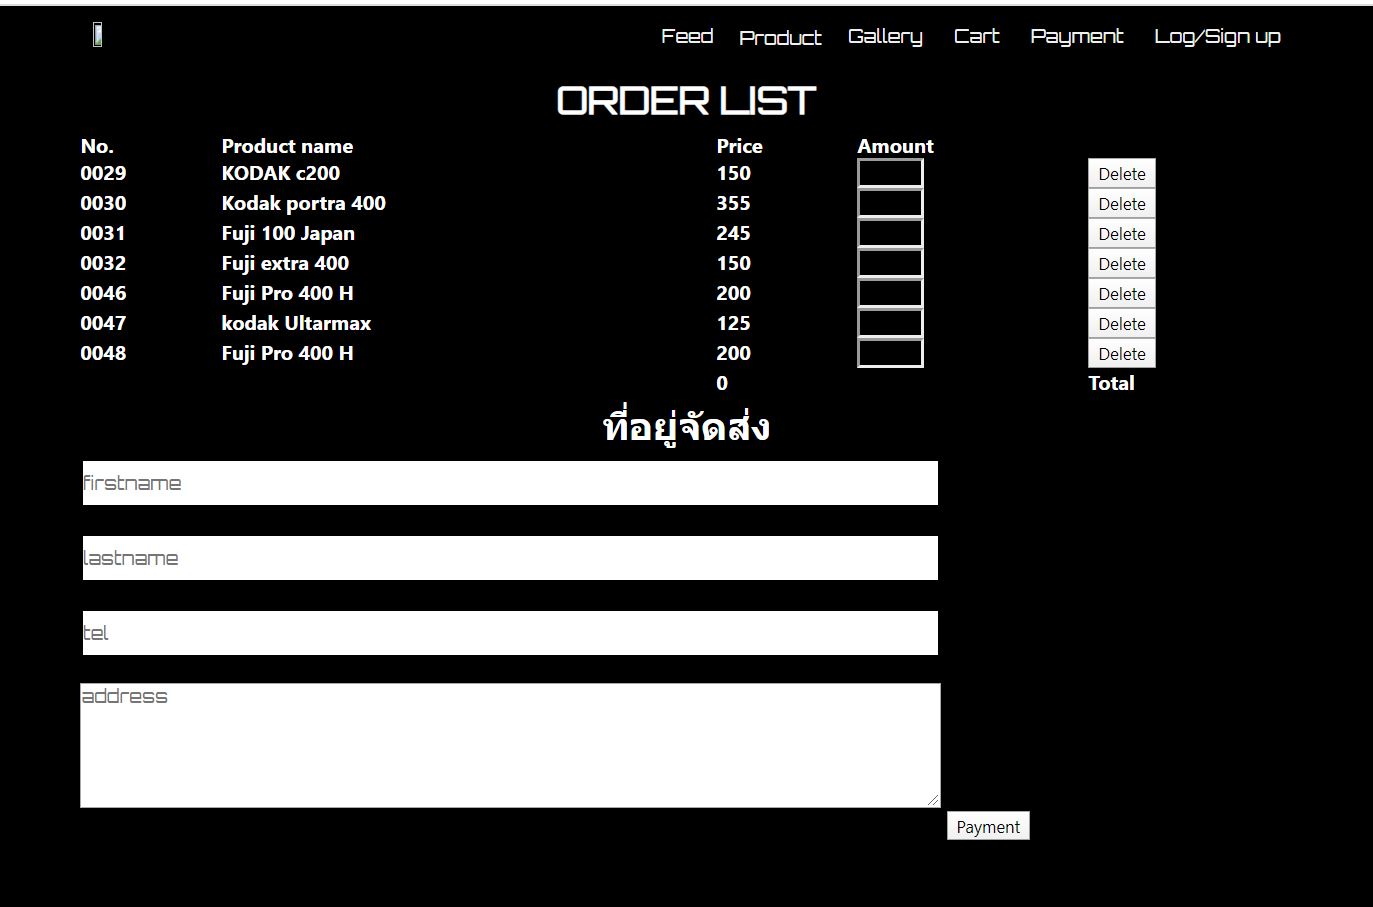 Feed Product Gallery Cart Payment Log/Sign up
ORDER LIST
No. Product name Price Amount
0029 KODAK c200 150 Delete
0030 Kodak portra 400 355 Delete
0031 Fuji 100 Japan 245 Delete
0032 Fuji extra 400 150 Delete
0046 Fuji Pro 400 H 200 Delete
0047 kodak Ultarmax 125 Delete
0048 Fuji Pro 400 H 200 Delete
0 Total
ที่อยู่จัดส่ง
firstname
lastname
tel
address
Payment